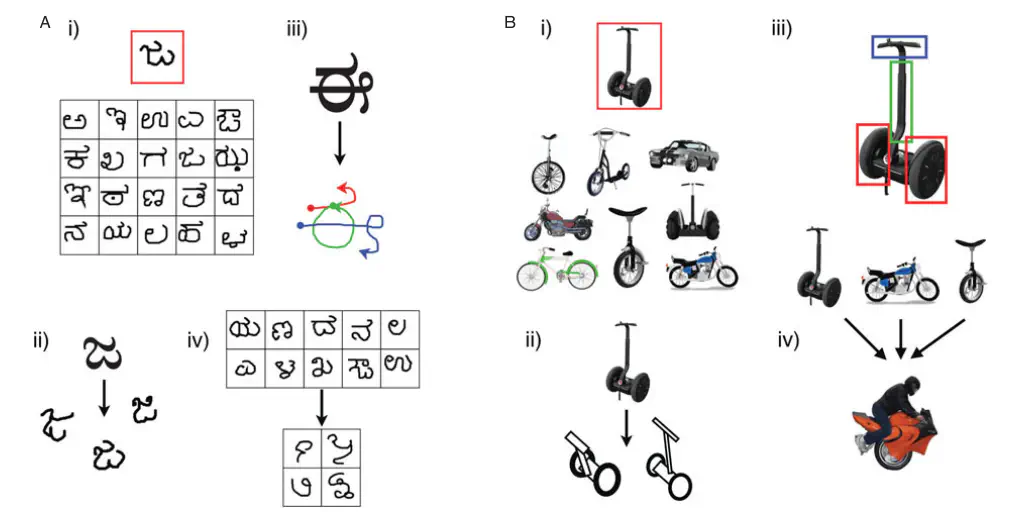 A
i)
ಜ
ಅ ಇ ಉ ಎ ಔ
ಕ ಖ ಗ ಜ ಝ
ಞ ಠ ಣ ತ ದ
ನ ಯ ಲ ಹ ಳ
iii)
ii)
ಜ
ಜ ಜ
ಜ
iv)
ಯ ಣ ದ ನ ಲ
ಎ ಳ ಖ ಔ ಉ
B
i)
iii)
ii)
iv)